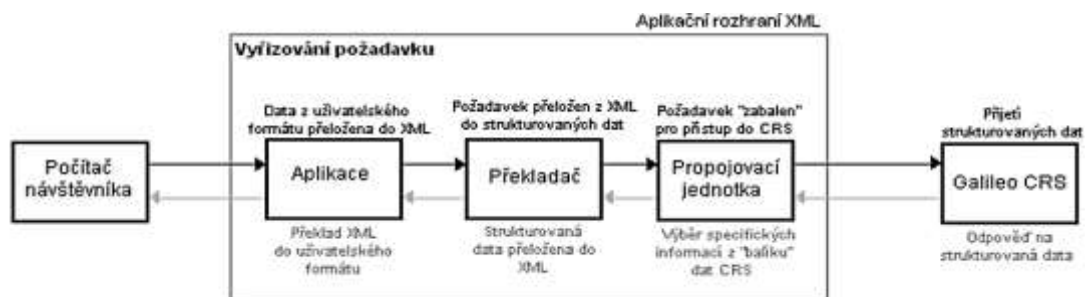 Aplikační rozhraní XML
Vyřizování požadavku
Data z uživatelského
formátu přeložena do XML
Požadavek přeložen z XML
do strukturovaných dat
Požadavek "zabalen"
pro přístup do CRS
Přijetí
strukturovaných dat
Počítač
návštěvníka
Aplikace
Překladač
Propojovací
jednotka
Galileo CRS
Překlad XML
do uživatelského
formátu
Strukturovaná
data přeložena do
XML
Výběr specifických
informací z "balíku"
dat CRS
Odpověď na
strukturovaná data